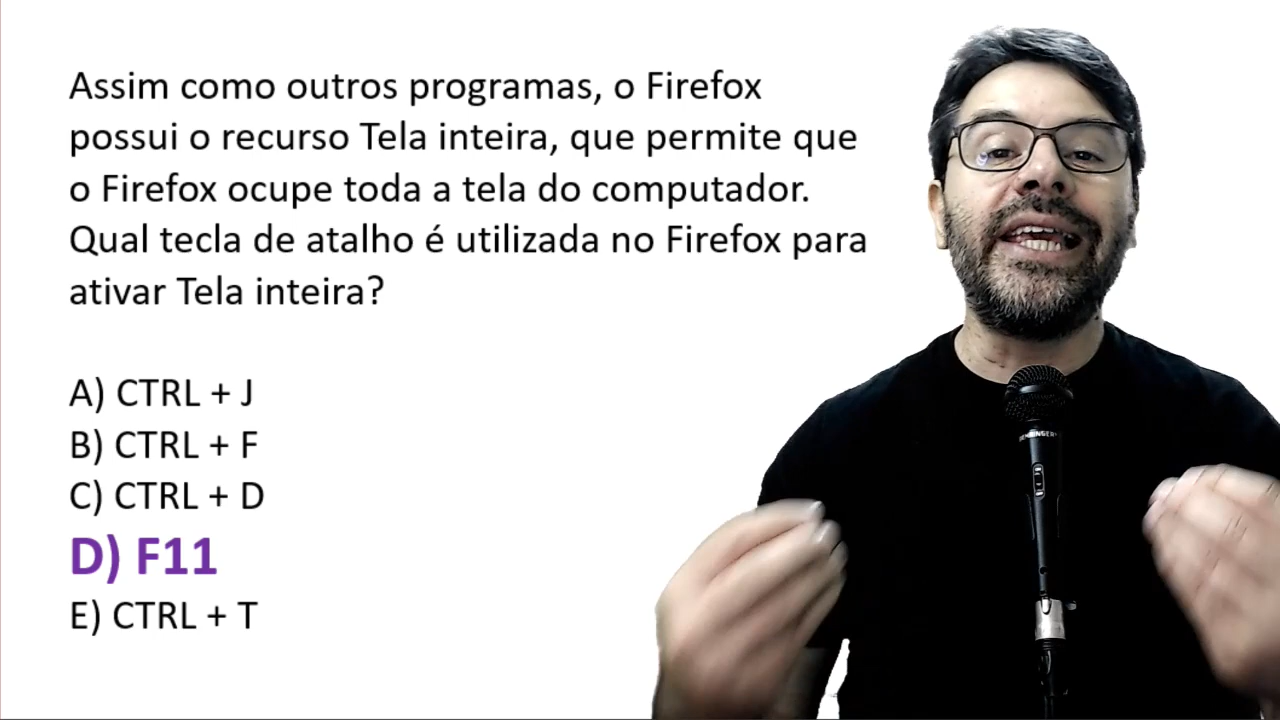 Assim como outros programas, o Firefox
possui o recurso Tela inteira, que permite que
o Firefox ocupe toda a tela do computador.
Qual tecla de atalho é utilizada no Firefox para
ativar Tela inteira?
A) CTRL + J
B) CTRL + F
C) CTRL + D
D) F11
E) CTRL + T